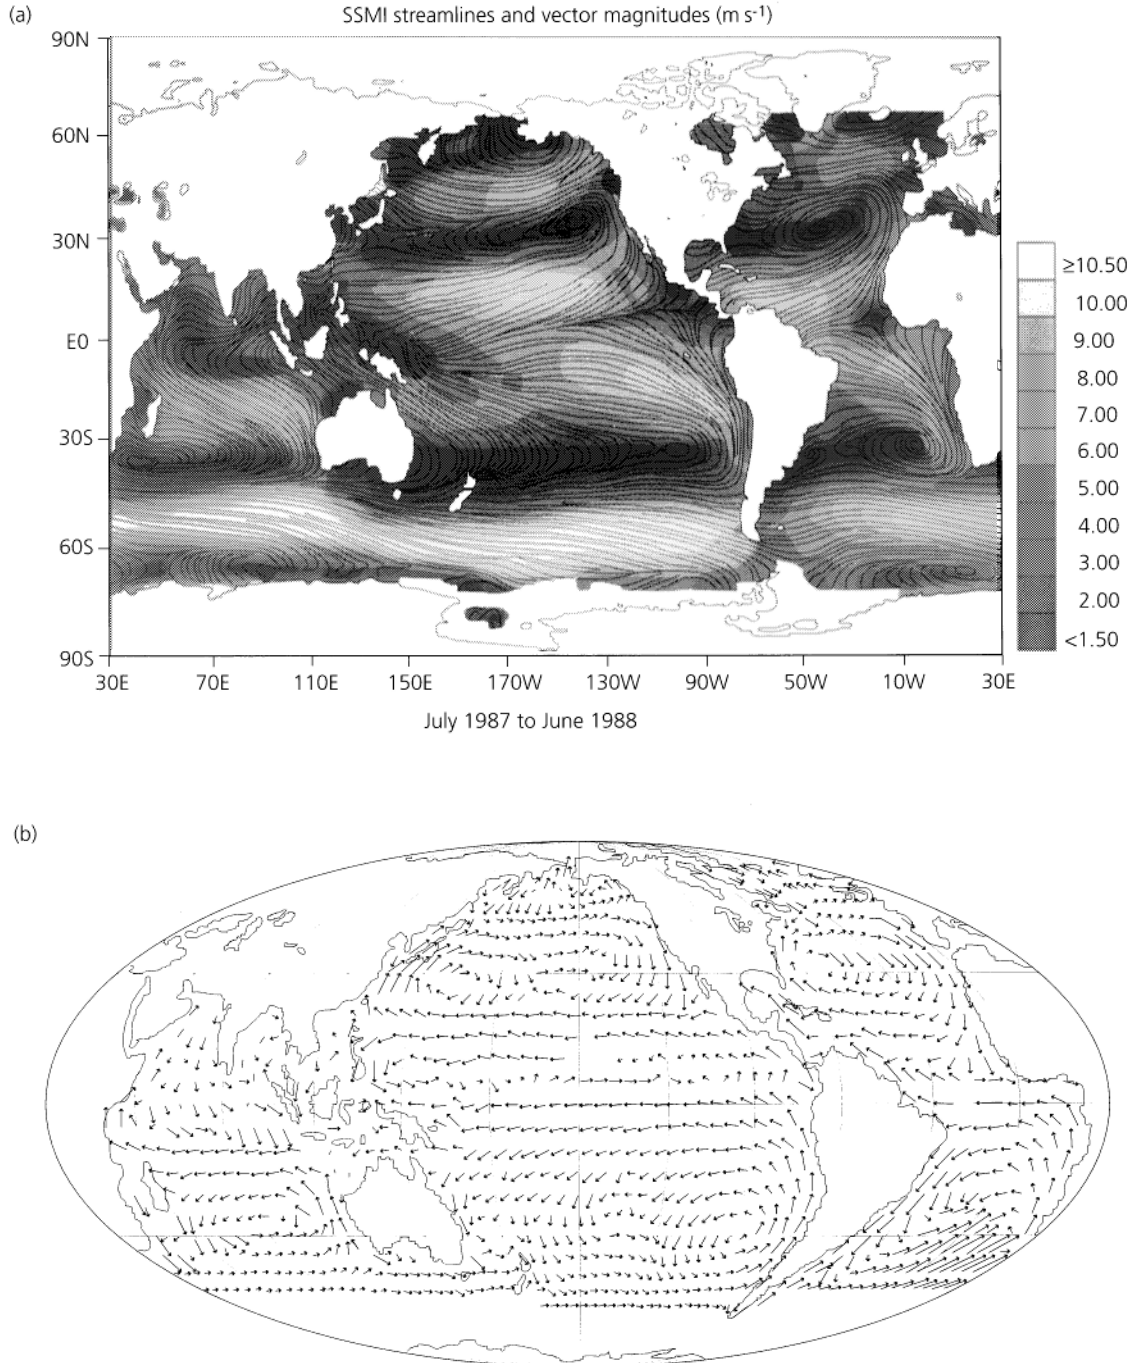 (a)
SSMI streamlines and vector magnitudes (m s-1)
90N
60N
30N
E0
30S
60S
90S
30E 70E 110E 150E 170W 130W 90W 50W 10W 30E
July 1987 to June 1988
≥10.50
10.00
9.00
8.00
7.00
6.00
5.00
4.00
3.00
2.00
<1.50
(b)